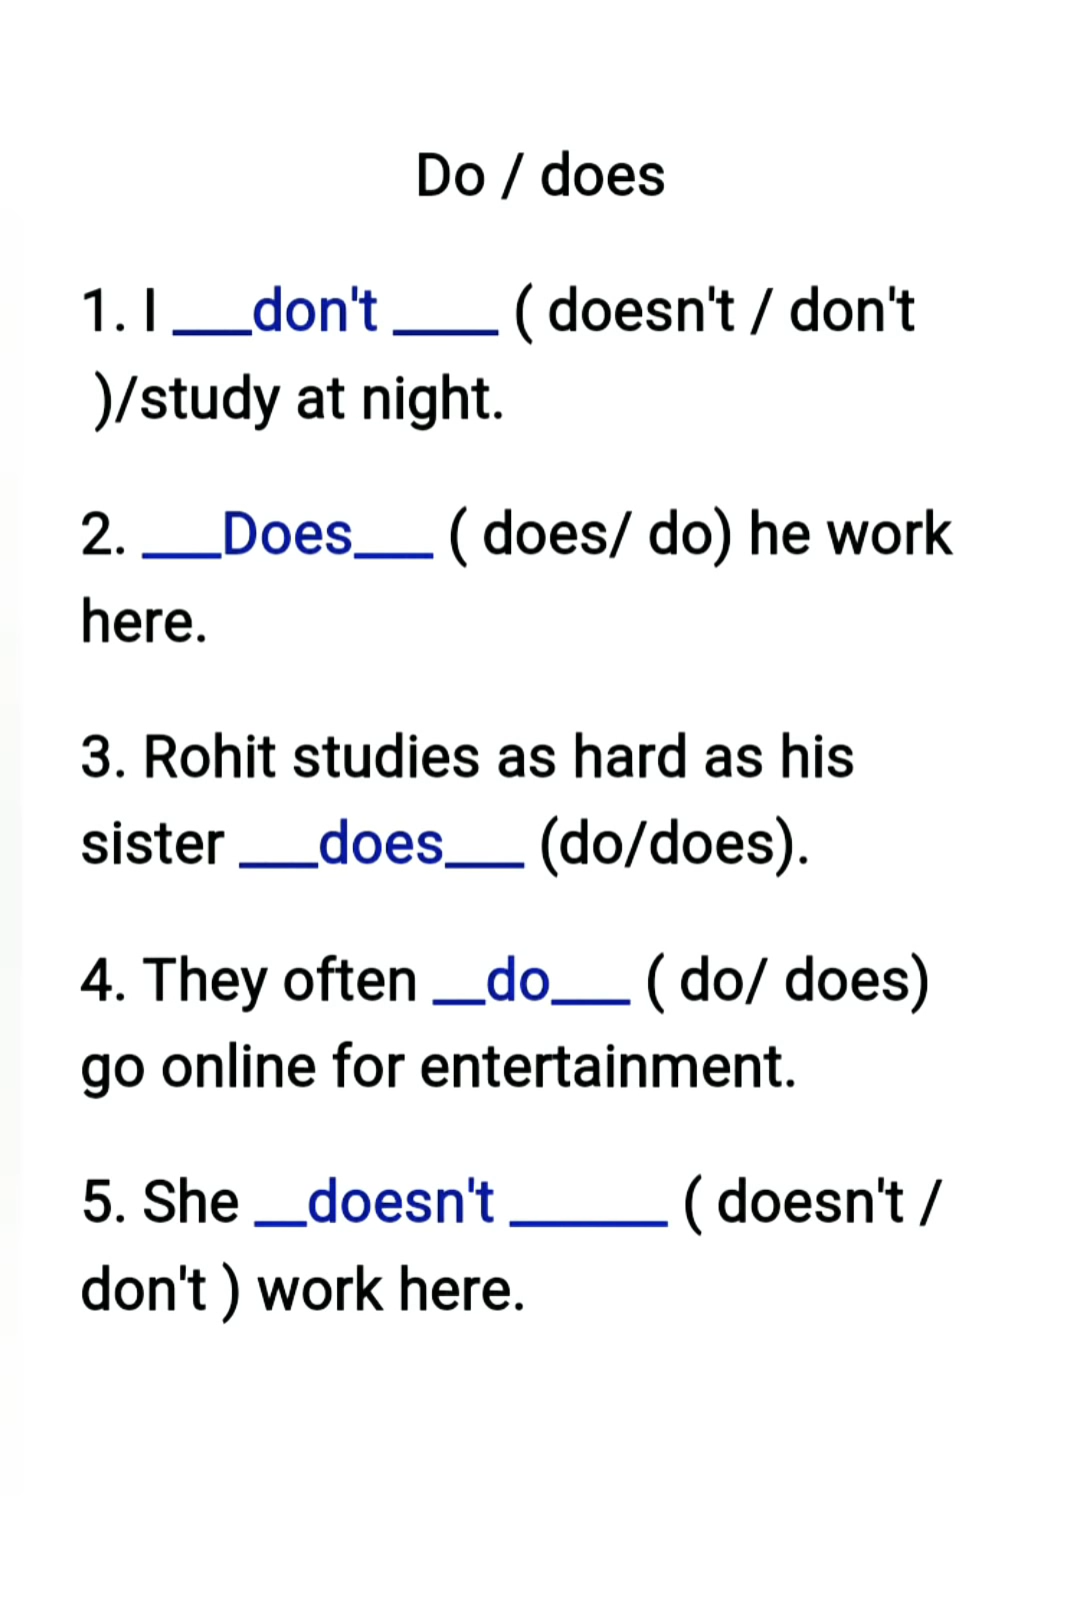 Do / does
1. I ___don't ____ ( doesn't / don't
)/study at night.
2. ___Does___ ( does/ do) he work
here.
3. Rohit studies as hard as his
sister ___does___ (do/does).
4. They often __do___ ( do/ does)
go online for entertainment.
5. She __doesn't ______ ( doesn't /
don't ) work here.